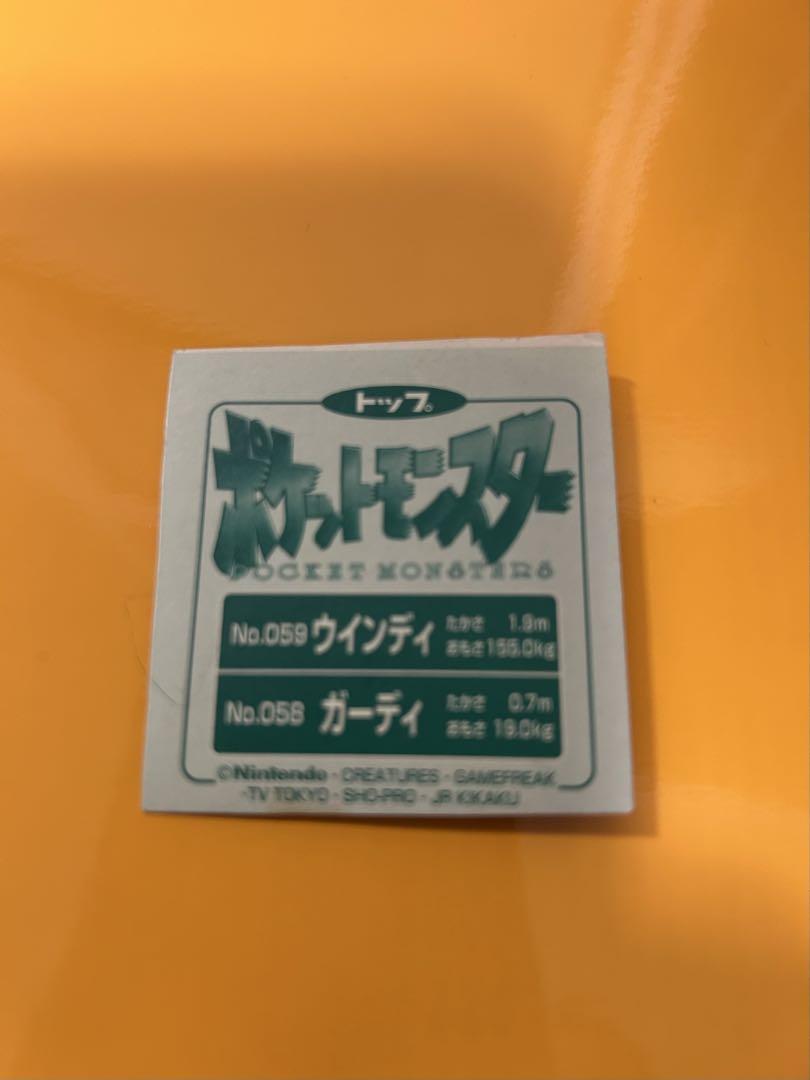 トップ。
ポケットモンスター
POCKET MONSTERS
No.059 ウインディ たかさ 1.9m
おもさ 155.0kg
No.058 ガーディ たかさ 0.7m
おもさ 19.0kg
©Nintendo・CREATURES・GAMEFREAK
・TV TOKYO・SHO-PRO・JR KIKAKU